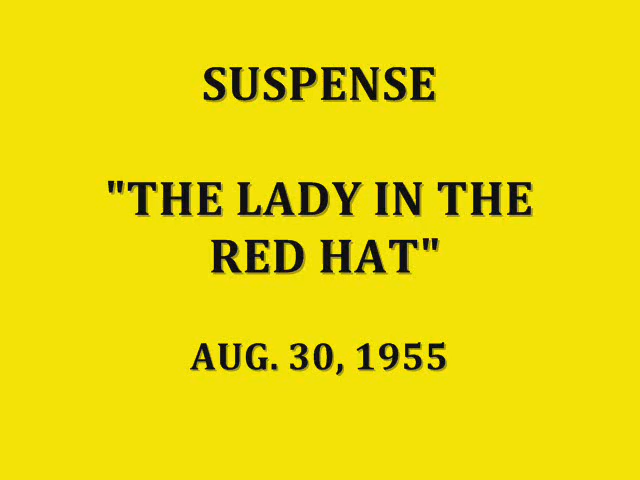 SUSPENSE
"THE LADY IN THE
RED HAT"
AUG. 30, 1955